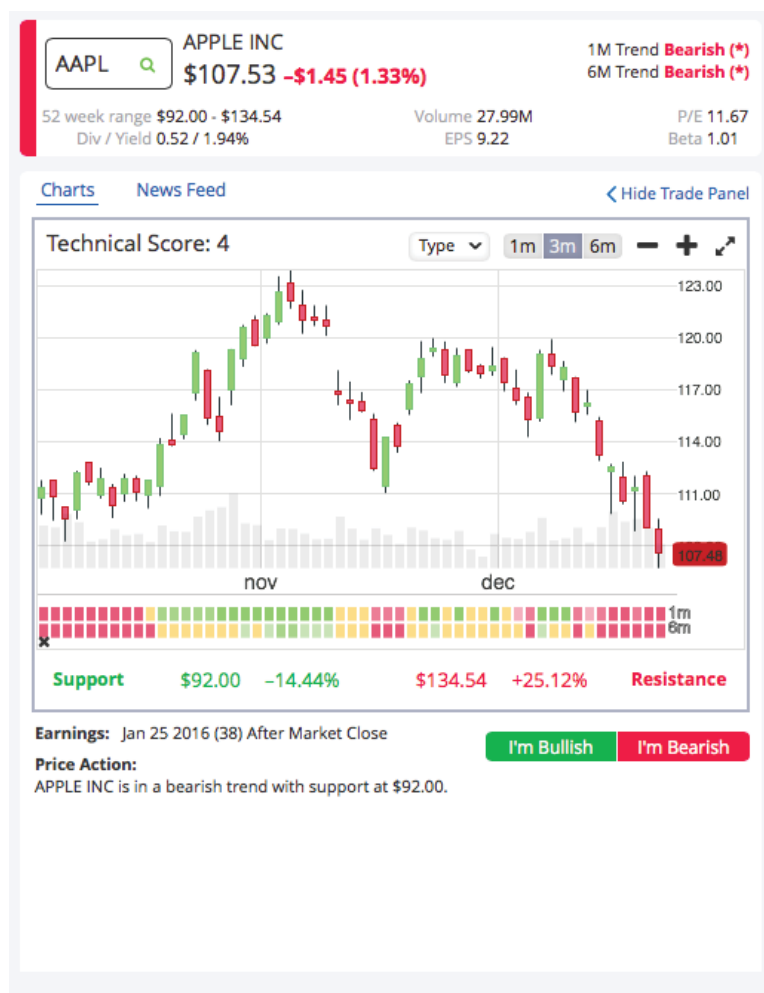 AAPL
APPLE INC
$107.53 –$1.45 (1.33%)
1M Trend Bearish (*)
6M Trend Bearish (*)
52 week range $92.00 - $134.54
Volume 27.99M
P/E 11.67
Div / Yield 0.52 / 1.94%
EPS 9.22
Beta 1.01
Charts News Feed Hide Trade Panel
Technical Score: 4
Type 1m 3m 6m
123.00
120.00
117.00
114.00
111.00
107.48
nov dec
1m
6m
Support $92.00 –14.44% $134.54 +25.12% Resistance
Earnings: Jan 25 2016 (38) After Market Close
I'm Bullish I'm Bearish
Price Action:
APPLE INC is in a bearish trend with support at $92.00.